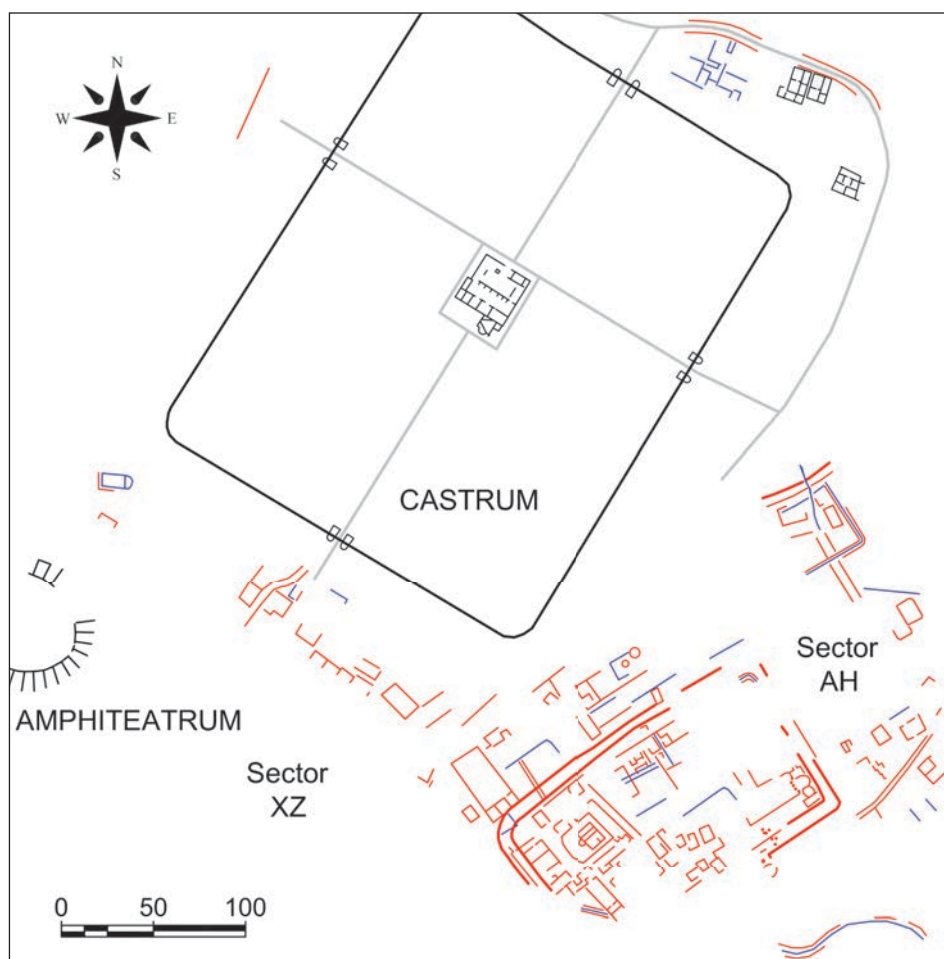 N
W E
S
CASTRUM
Sector
AH
AMPHITEATRUM
Sector
XZ
0 50 100